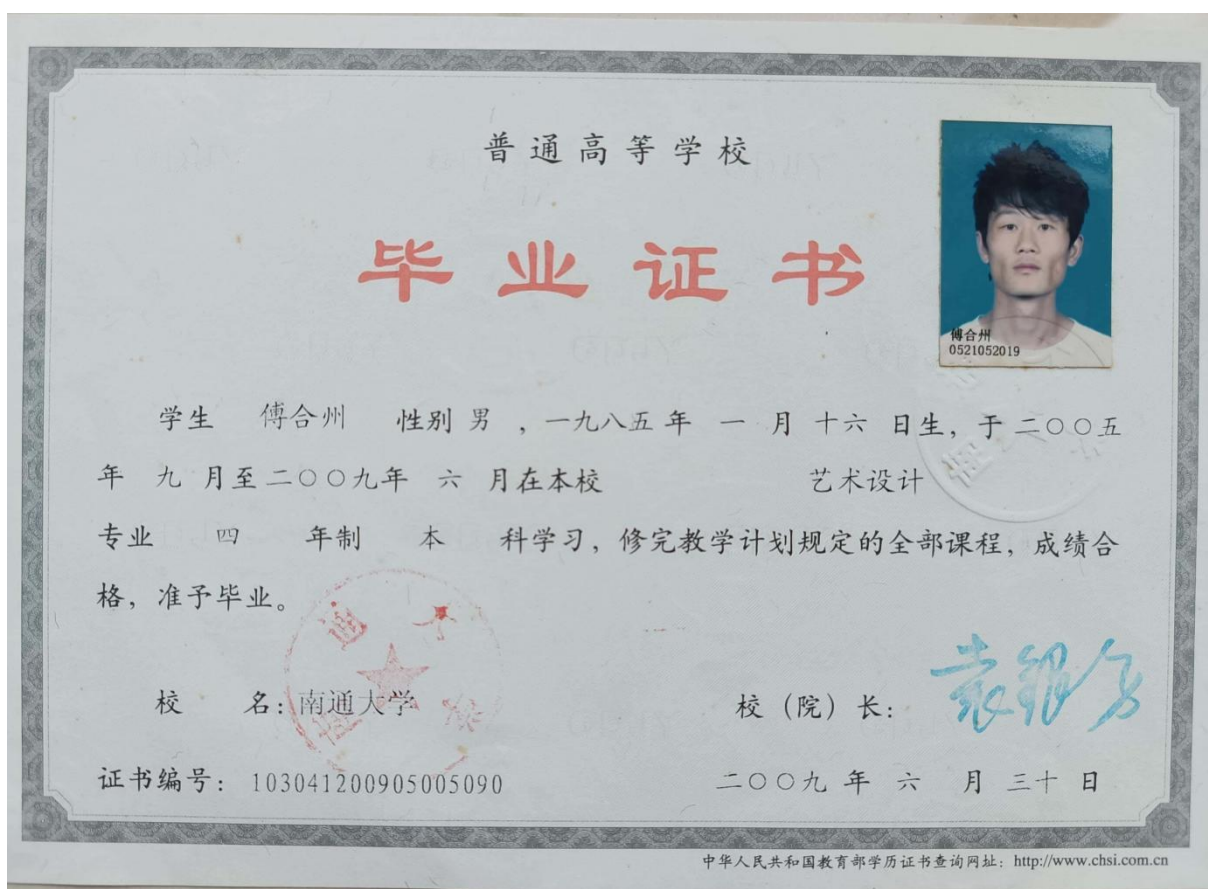 普通高等学校
毕业证书
傅合州
0521052019
学生 傅合州 性别 男 ，一九八五 年 一 月 十六 日生，于 二〇〇五
年 九 月至 二〇〇九年 六 月在本校 艺术设计
专业 四 年制 本 科学习，修完教学计划规定的全部课程，成绩合
格，准予毕业。
校 名：南通大学 校（院）长：
证书编号： 103041200905005090 二〇〇九 年 六 月 三十 日
中华人民共和国教育部学历证书查询网址：http://www.chsi.com.cn